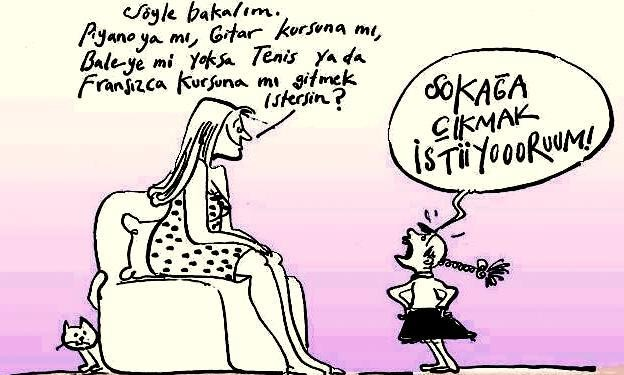 Söyle bakalım.
Piyano ya mı, Gitar kursuna mı,
Bale-ye mi yoksa Tenis ya da
Fransızca kursuna mı gitmek
istersin?
SOKAĞA
ÇIKMAK
İSTİİYOOORUUM!